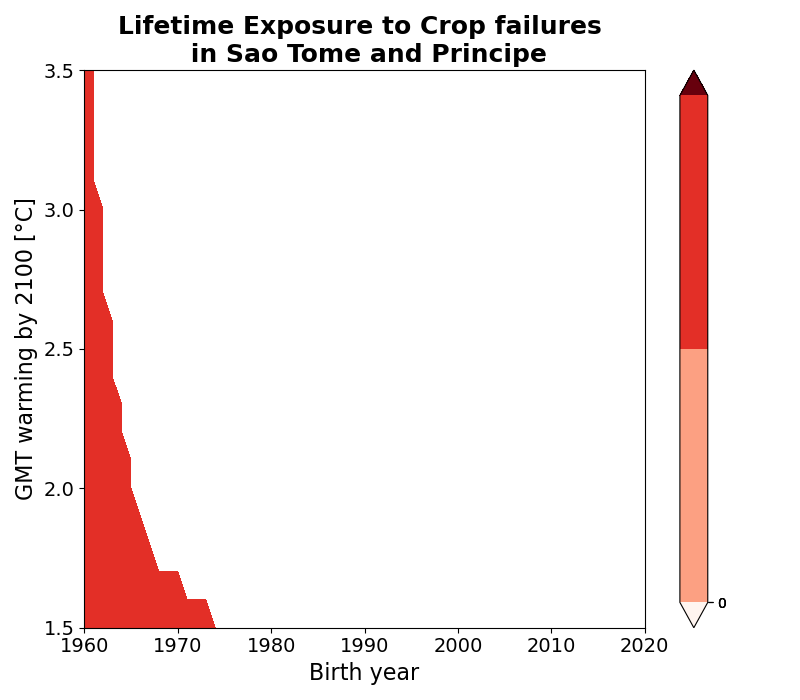 Lifetime Exposure to Crop failures
in Sao Tome and Principe
3.5
3.0
2.5
2.0
1.5
GMT warming by 2100 [°C]
1960 1970 1980 1990 2000 2010 2020
Birth year
0